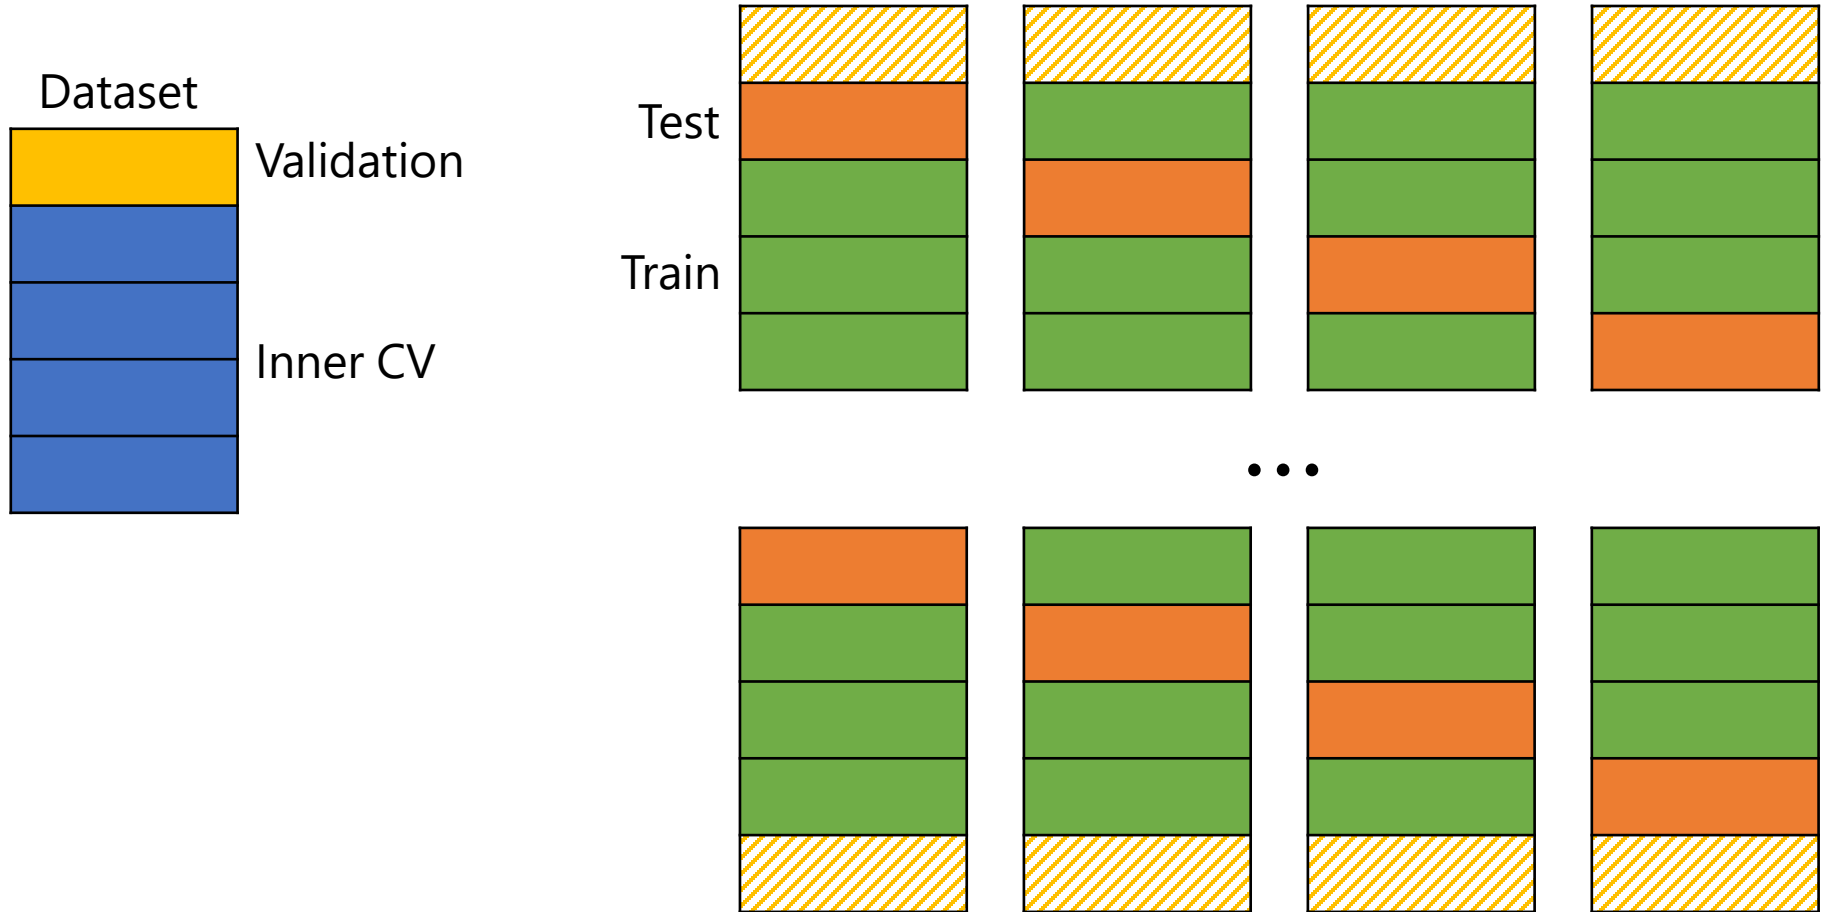 Dataset
Validation
Inner CV
Test
Train
...